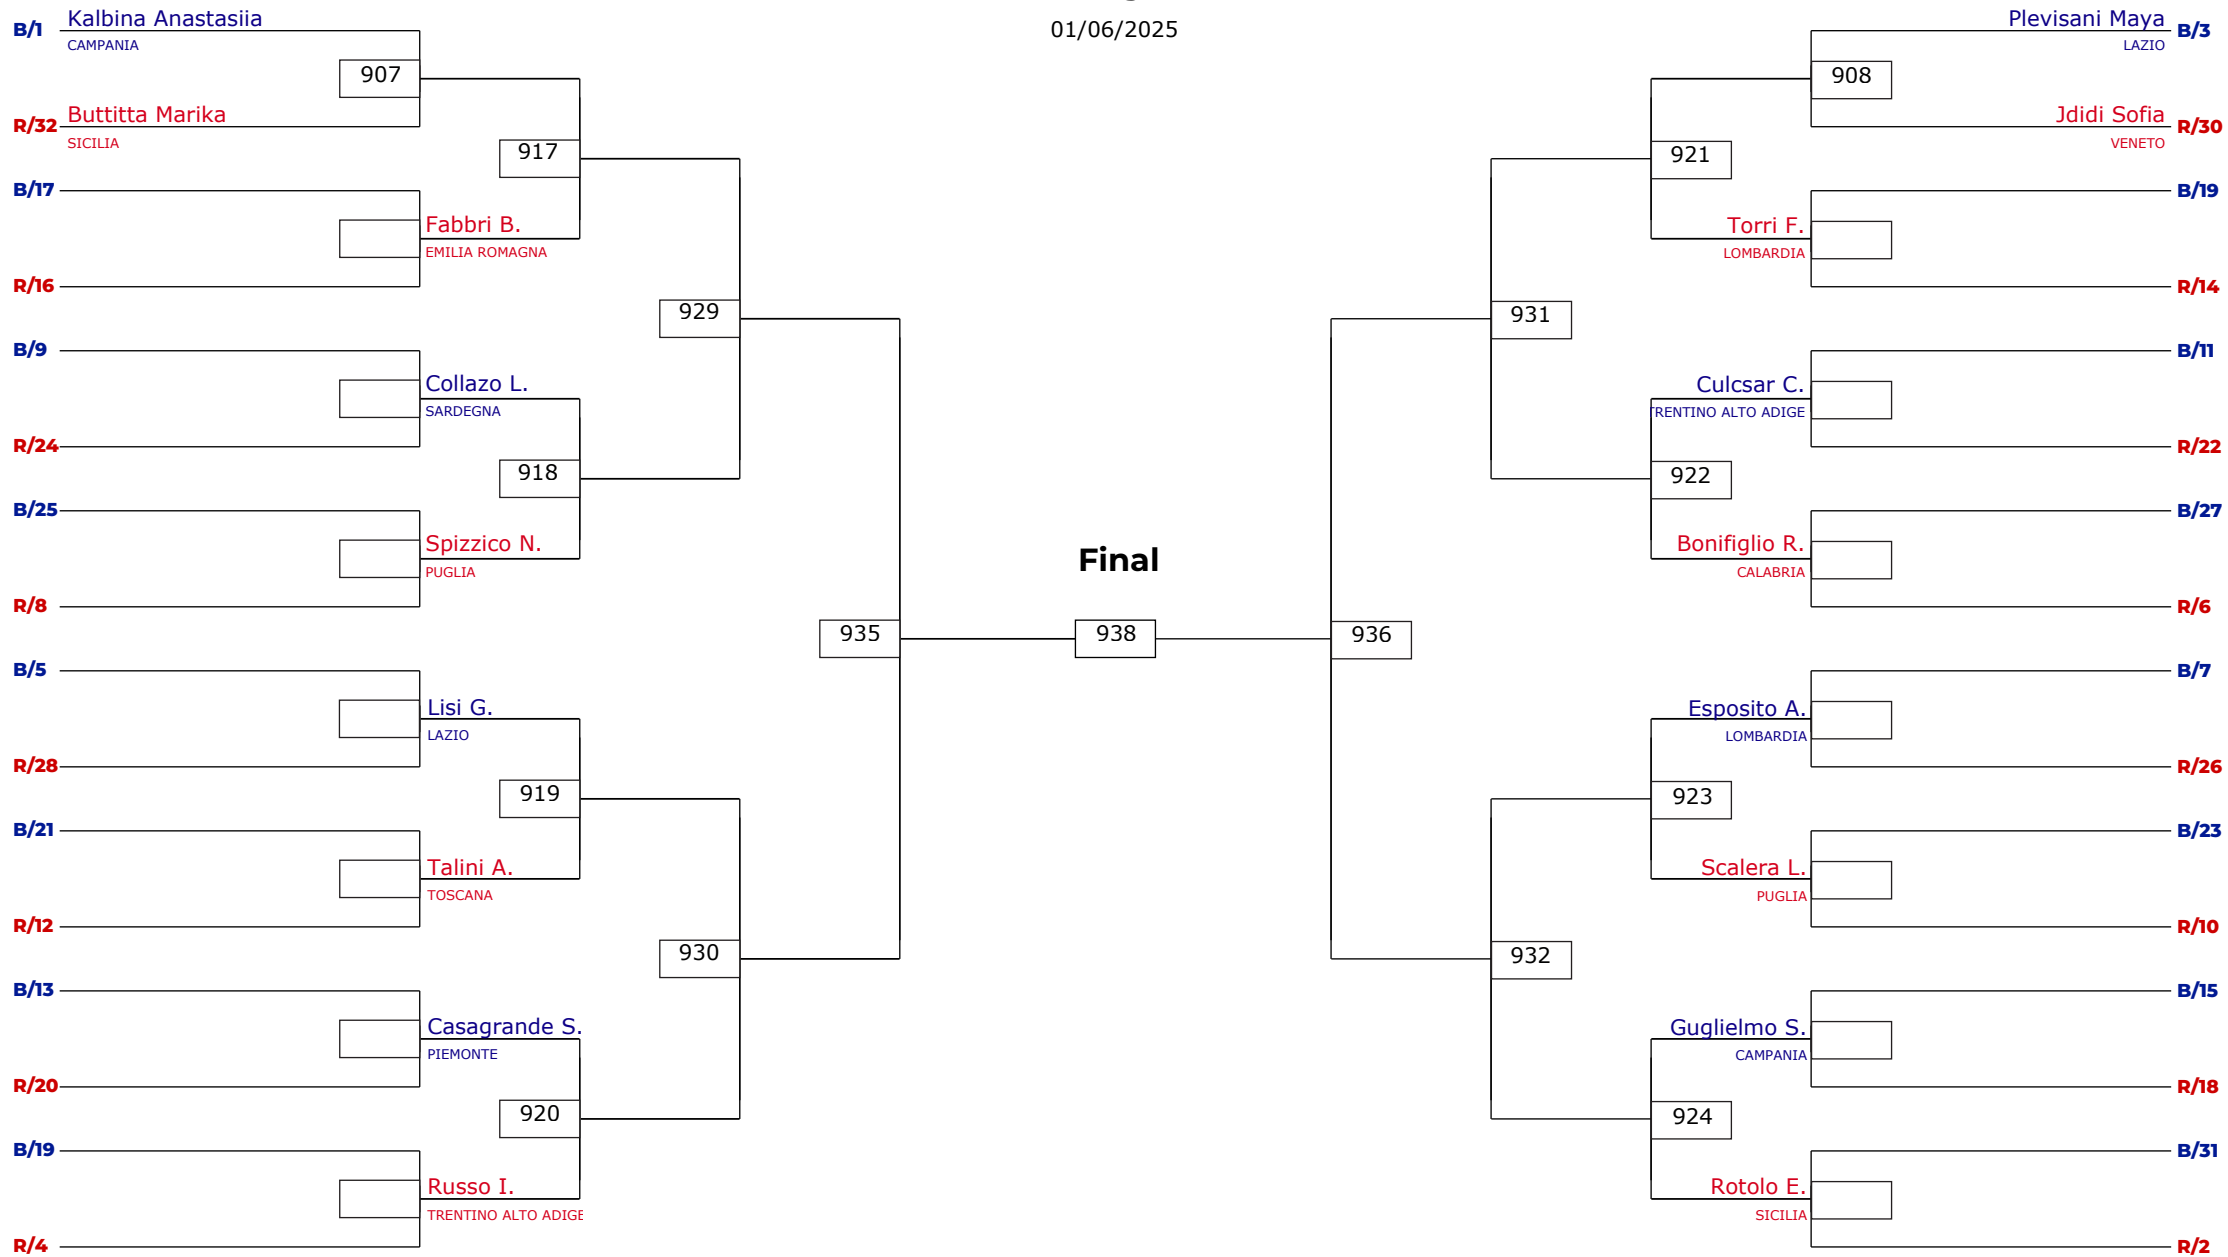 01/06/2025
B/1 Kalbina Anastasiia
CAMPANIA
907
R/32 Buttitta Marika
SICILIA
917
B/17
Fabbri B.
EMILIA ROMAGNA
R/16
929
B/9
Collazo L.
SARDEGNA
R/24
918
B/25
Spizzico N.
PUGLIA
R/8
935
B/5
Lisi G.
LAZIO
R/28
919
B/21
Talini A.
TOSCANA
R/12
930
B/13
Casagrande S.
PIEMONTE
R/20
920
B/19
Russo I.
TRENTINO ALTO ADIGE
R/4
Final
938
Plevisani Maya B/3
LAZIO
908
Jdidi Sofia R/30
VENETO
921
B/19
Torri F.
LOMBARDIA
R/14
931
B/11
Culcsar C.
TRENTINO ALTO ADIGE
R/22
922
B/27
Bonifiglio R.
CALABRIA
R/6
936
B/7
Esposito A.
LOMBARDIA
R/26
923
B/23
Scalera L.
PUGLIA
R/10
932
B/15
Guglielmo S.
CAMPANIA
R/18
924
B/31
Rotolo E.
SICILIA
R/2